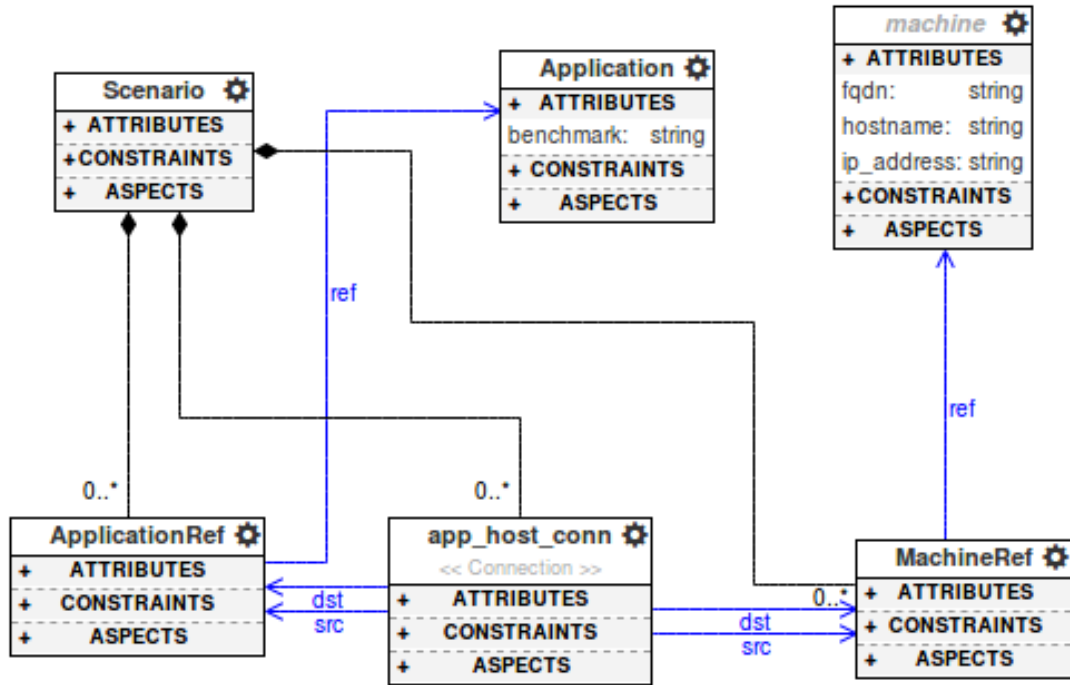 machine
+ ATTRIBUTES
fqdn: string
hostname: string
ip_address: string
+CONSTRAINTS
+ ASPECTS
Application
+ ATTRIBUTES
benchmark: string
+ CONSTRAINTS
+ ASPECTS
Scenario
+ ATTRIBUTES
+CONSTRAINTS
+ ASPECTS
ref
ref
0..*
0..*
ApplicationRef
+ ATTRIBUTES
+ CONSTRAINTS
+ ASPECTS
dst
src
app_host_conn
<< Connection >>
+ ATTRIBUTES
+ CONSTRAINTS
+ ASPECTS
0..*
dst
src
MachineRef
+ ATTRIBUTES
+ CONSTRAINTS
+ ASPECTS